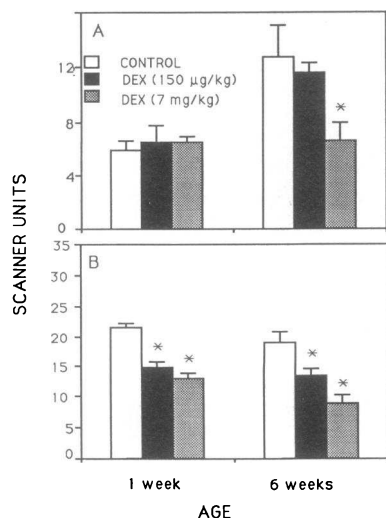 A
CONTROL
DEX (150 µg/kg)
DEX (7 mg/kg)
*
12
8
4
0
SCANNER UNITS
B
35
30
25
20
15
10
5
0
* * * *
1 week 6 weeks
AGE